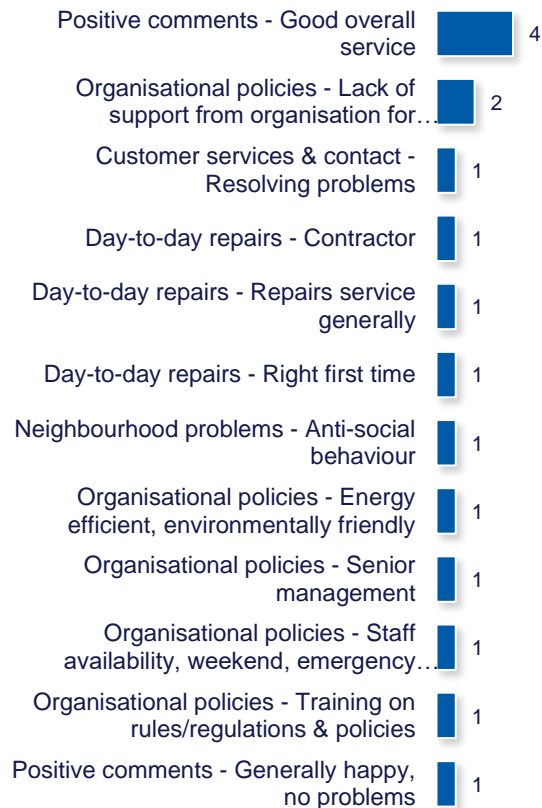 Positive comments - Good overall
service
4
Organisational policies - Lack of
support from organisation for…
2
Customer services & contact -
Resolving problems
1
Day-to-day repairs - Contractor
1
Day-to-day repairs - Repairs service
generally
1
Day-to-day repairs - Right first time
1
Neighbourhood problems - Anti-social
behaviour
1
Organisational policies - Energy
efficient, environmentally friendly
1
Organisational policies - Senior
management
1
Organisational policies - Staff
availability, weekend, emergency…
1
Organisational policies - Training on
rules/regulations & policies
1
Positive comments - Generally happy,
no problems
1